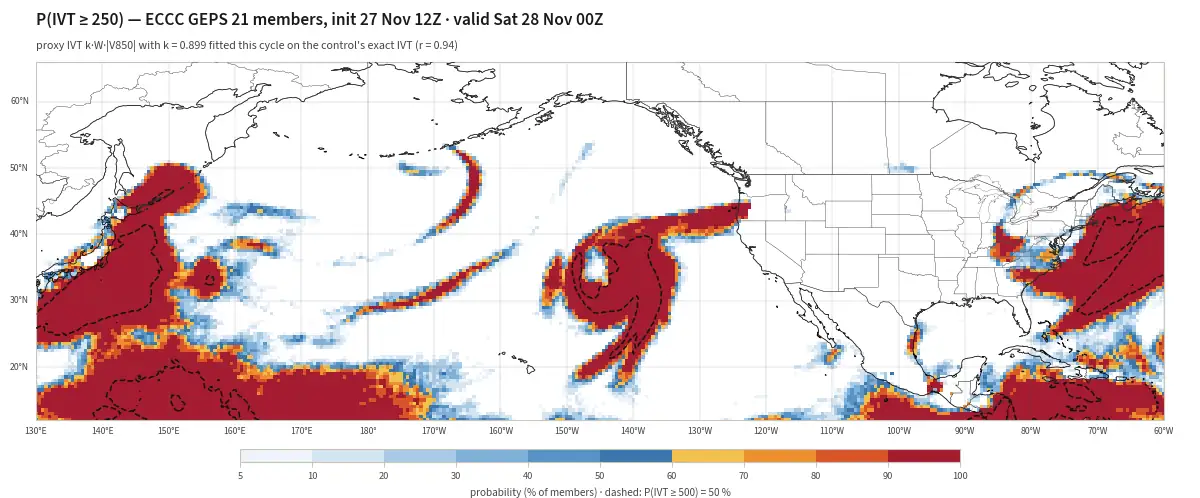 P(IVT ≥ 250) — ECCC GEPS 21 members, init 27 Nov 12Z · valid Sat 28 Nov 00Z
proxy IVT k·W·|V850| with k = 0.899 fitted this cycle on the control's exact IVT (r = 0.94)
60°N
50°N
40°N
30°N
20°N
130°E 140°E 150°E 160°E 170°E 180° 170°W 160°W 150°W 140°W 130°W 120°W 110°W 100°W 90°W 80°W 70°W 60°W
5 10 20 30 40 50 60 70 80 90 100
probability (% of members) · dashed: P(IVT ≥ 500) = 50 %